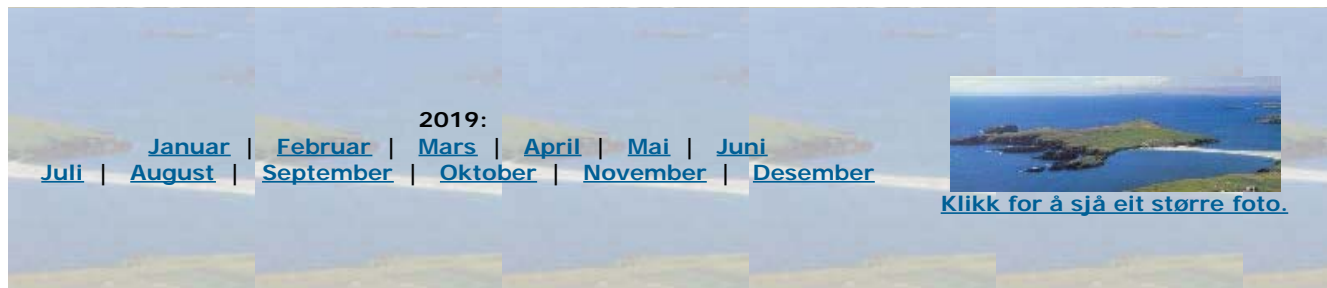 2019:
Januar | Februar | Mars | April | Mai | Juni
Juli | August | September | Oktober | November | Desember
Klikk for å sjå eit større foto.